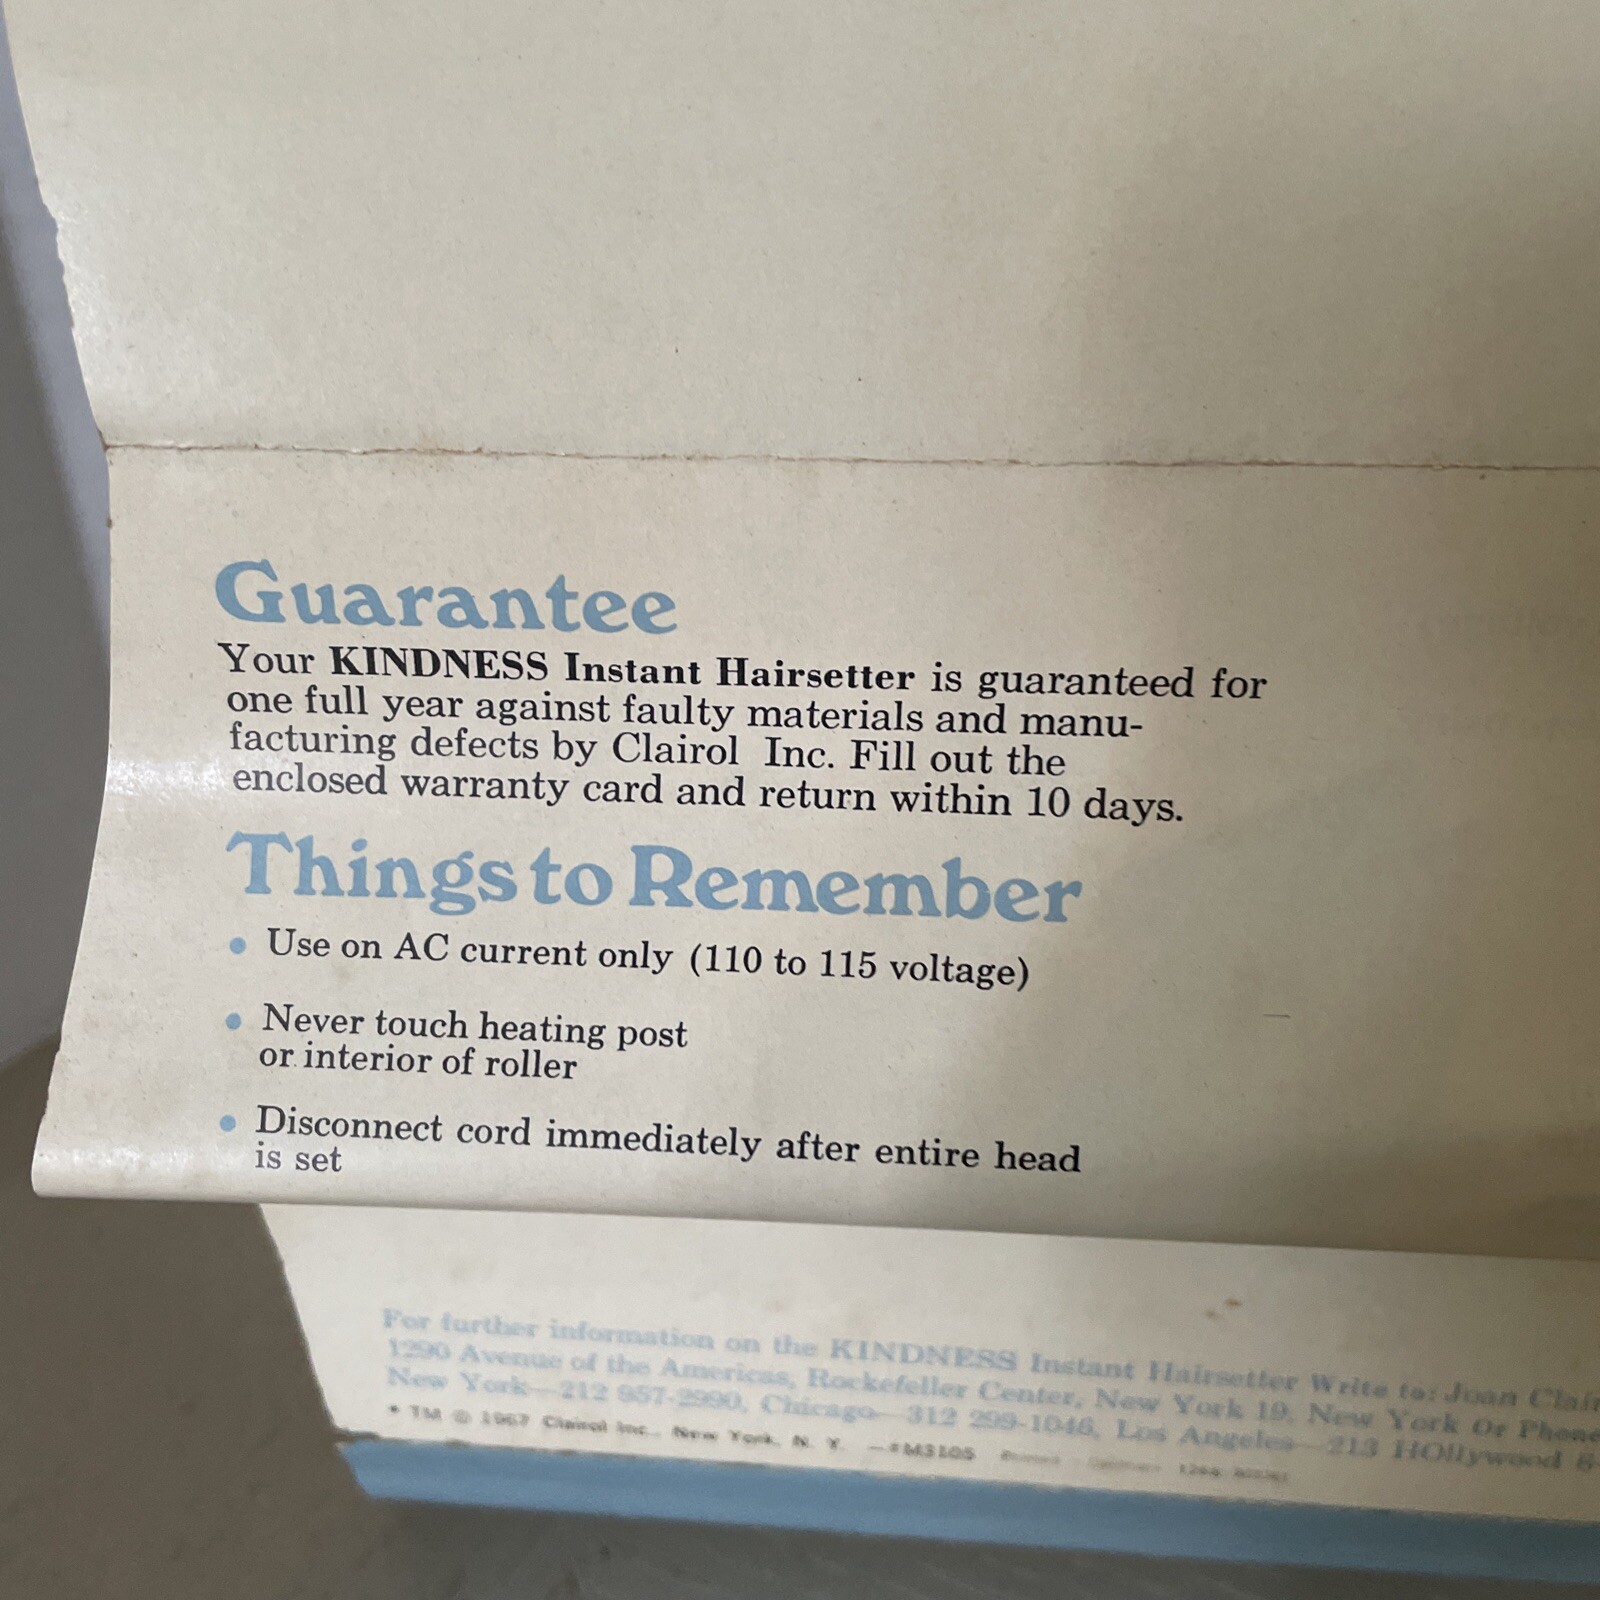 Guarantee
Your KINDNESS Instant Hairsetter is guaranteed for
one full year against faulty materials and manu-
facturing defects by Clairol Inc. Fill out the
enclosed warranty card and return within 10 days.
Things to Remember
• Use on AC current only (110 to 115 voltage)
• Never touch heating post
or interior of roller
• Disconnect cord immediately after entire head
is set
For further information on the KINDNESS Instant Hairsetter Write to: Joan Clair
1290 Avenue of the Americas, Rockefeller Center, New York 19, New York Or Phone
New York—212 957-2990, Chicago—312 299-1046, Los Angeles—213 HOllywood
* TM © 1967 Clairol Inc., New York, N. Y. —#M3105